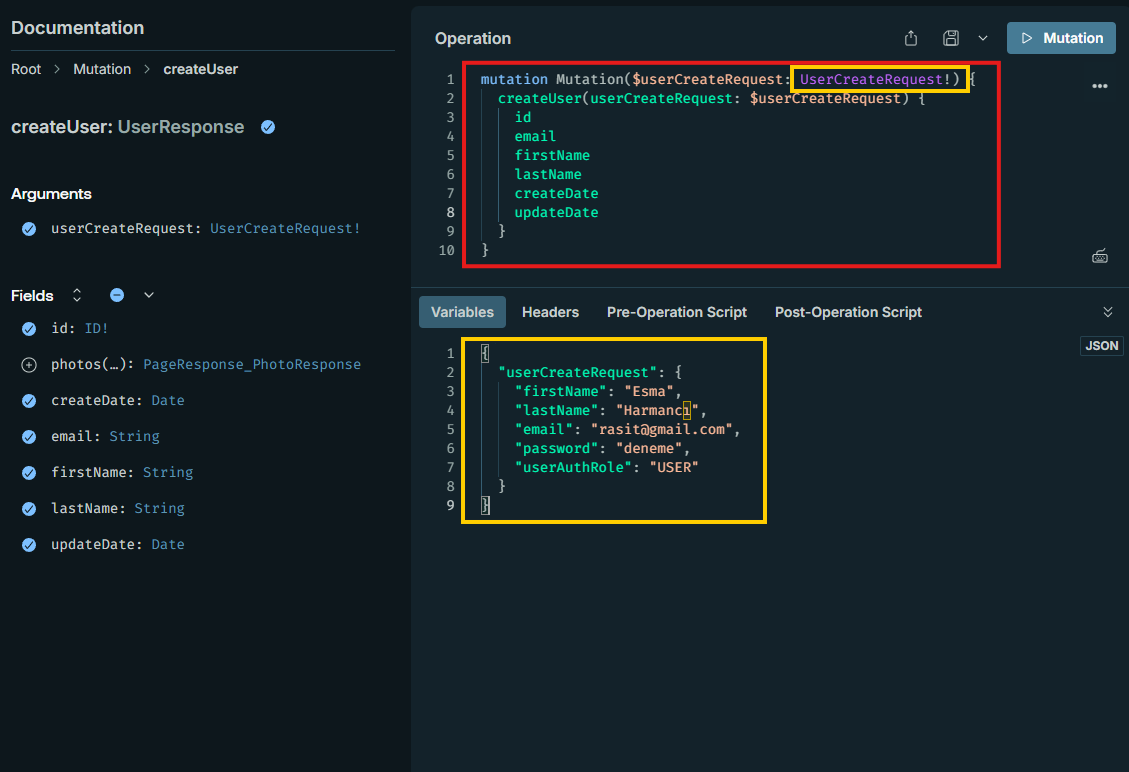 Documentation
Root > Mutation > createUser
createUser: UserResponse
Arguments
userCreateRequest: UserCreateRequest!
Fields
id: ID!
photos(…): PageResponse_PhotoResponse
createDate: Date
email: String
firstName: String
lastName: String
updateDate: Date
Operation
Mutation
1 mutation Mutation($userCreateRequest: UserCreateRequest!) {
2 createUser(userCreateRequest: $userCreateRequest) {
3 id
4 email
5 firstName
6 lastName
7 createDate
8 updateDate
9 }
10 }
Variables Headers Pre-Operation Script Post-Operation Script
JSON
1 {
2 "userCreateRequest": {
3 "firstName": "Esma",
4 "lastName": "Harmancı",
5 "email": "rasit@gmail.com",
6 "password": "deneme",
7 "userAuthRole": "USER"
8 }
9 }